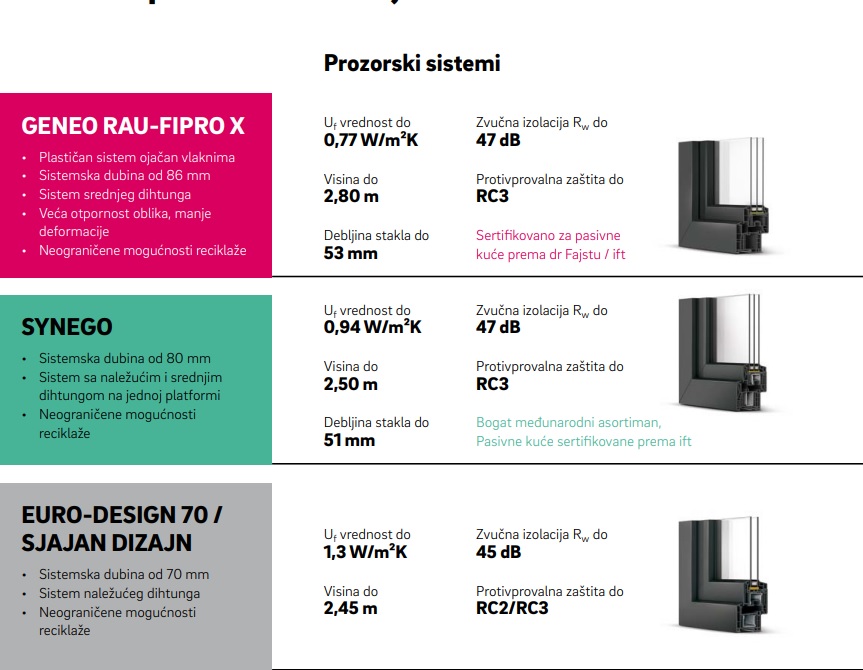 Prozorski sistemi
GENEO RAU-FIPRO X
• Plastičan sistem ojačan vlaknima
• Sistemska dubina od 86 mm
• Sistem srednjeg dihtunga
• Veća otpornost oblika, manje
deformacije
• Neograničene mogućnosti reciklaže
Uf vrednost do
0,77 W/m²K
Visina do
2,80 m
Debljina stakla do
53 mm
Zvučna izolacija Rw do
47 dB
Protivprovalna zaštita do
RC3
Sertifikovano za pasivne
kuće prema dr Fajstu / ift
SYNEGO
• Sistemska dubina od 80 mm
• Sistem sa naležućim i srednjim
dihtungom na jednoj platformi
• Neograničene mogućnosti
reciklaže
Uf vrednost do
0,94 W/m²K
Visina do
2,50 m
Debljina stakla do
51 mm
Zvučna izolacija Rw do
47 dB
Protivprovalna zaštita do
RC3
Bogat međunarodni asortiman,
Pasivne kuće sertifikovane prema ift
EURO-DESIGN 70 /
SJAJAN DIZAJN
• Sistemska dubina od 70 mm
• Sistem naležućeg dihtunga
• Neograničene mogućnosti
reciklaže
Uf vrednost do
1,3 W/m²K
Visina do
2,45 m
Zvučna izolacija Rw do
45 dB
Protivprovalna zaštita do
RC2/RC3